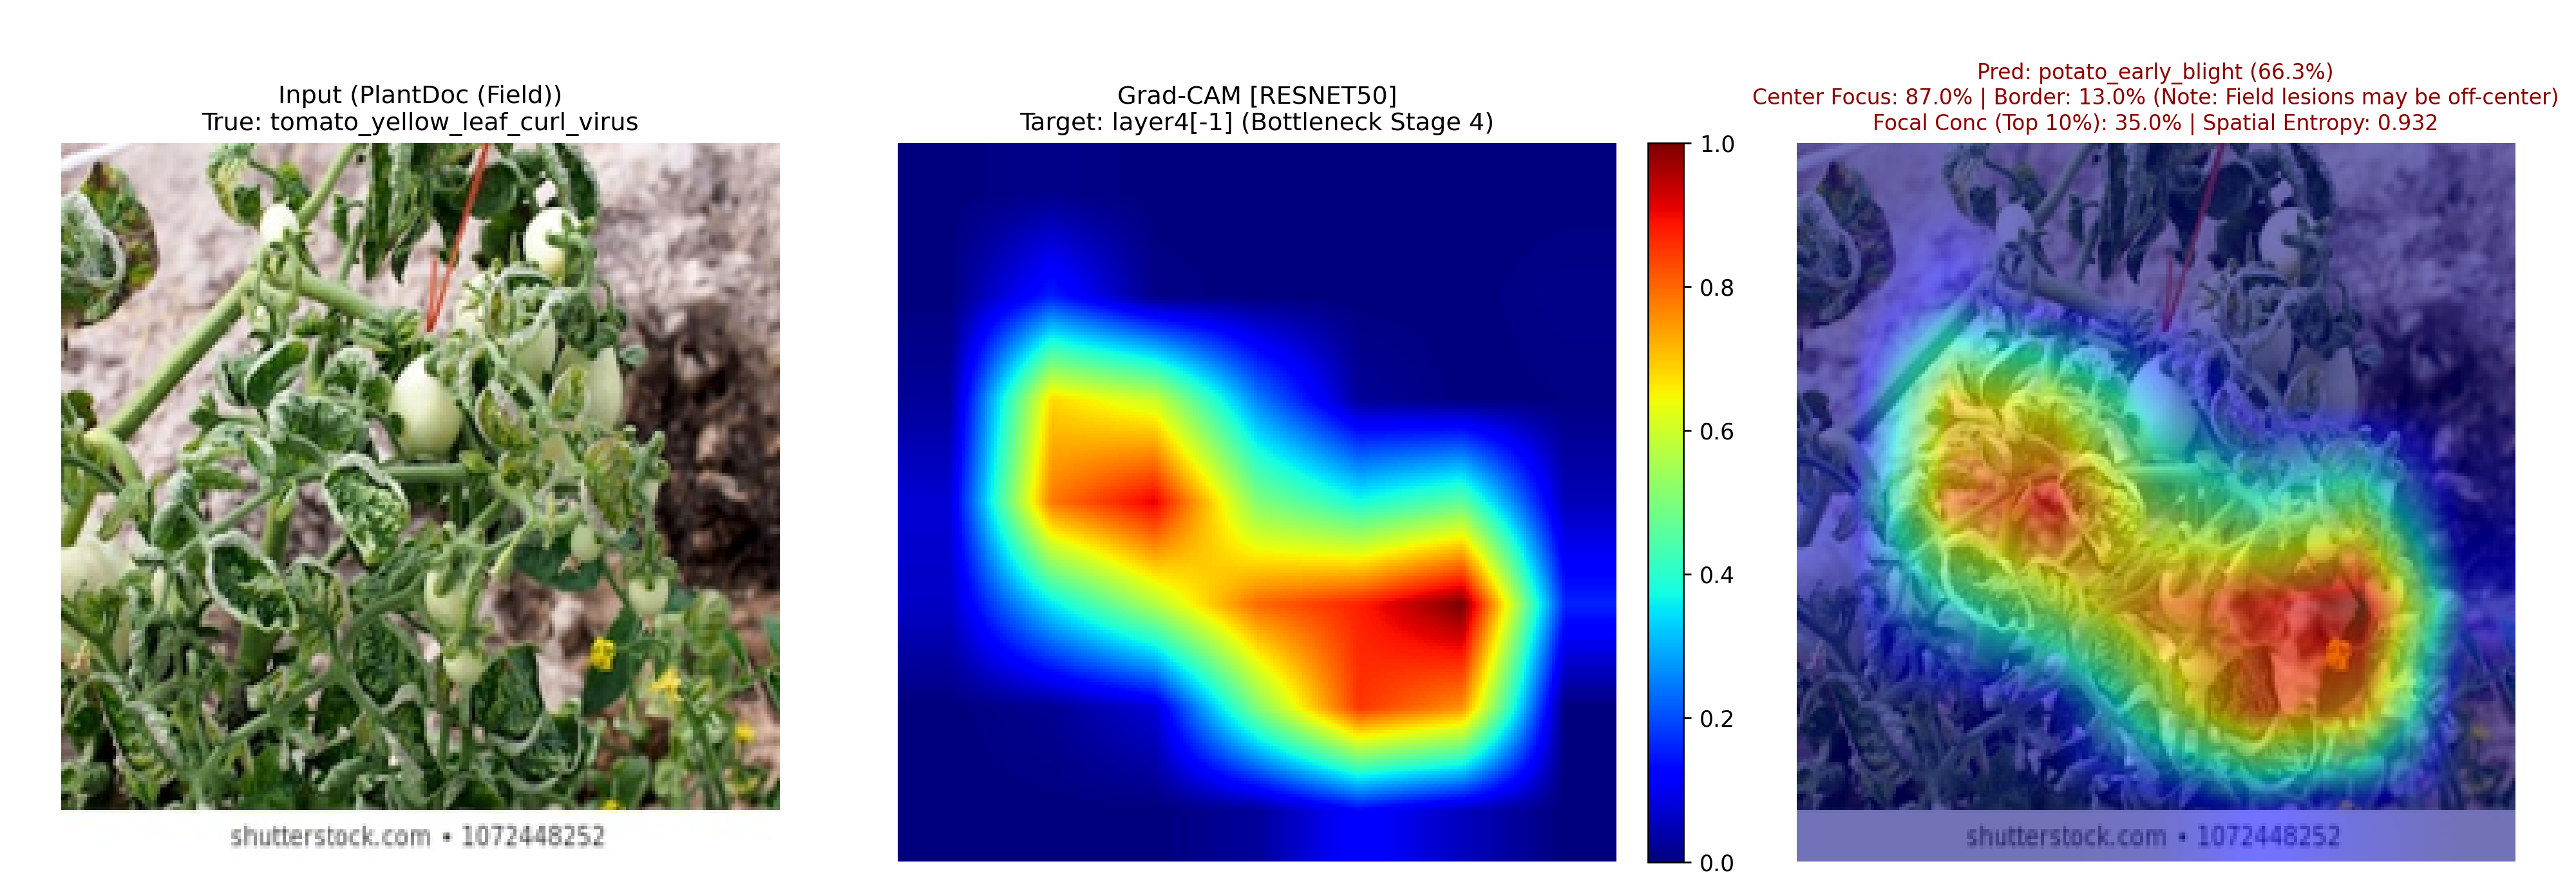 Input (PlantDoc (Field))
True: tomato_yellow_leaf_curl_virus
shutterstock.com • 1072448252
Grad-CAM [RESNET50]
Target: layer4[-1] (Bottleneck Stage 4)
1.0
0.8
0.6
0.4
0.2
0.0
Pred: potato_early_blight (66.3%)
Center Focus: 87.0% | Border: 13.0% (Note: Field lesions may be off-center)
Focal Conc (Top 10%): 35.0% | Spatial Entropy: 0.932
shutterstock.com • 1072448252